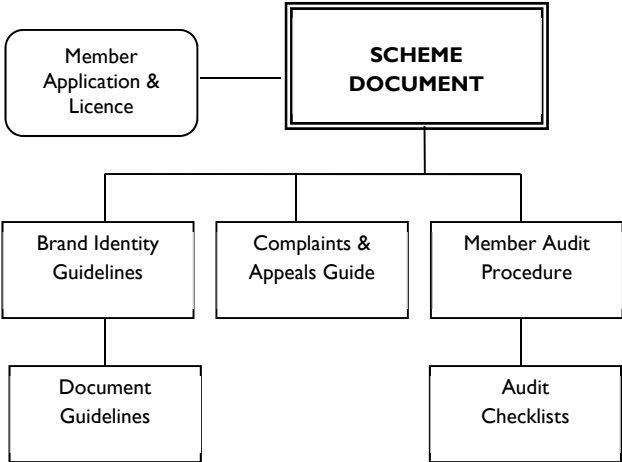 Member
Application &
Licence
SCHEME
DOCUMENT
Brand Identity
Guidelines
Complaints &
Appeals Guide
Member Audit
Procedure
Document
Guidelines
Audit
Checklists